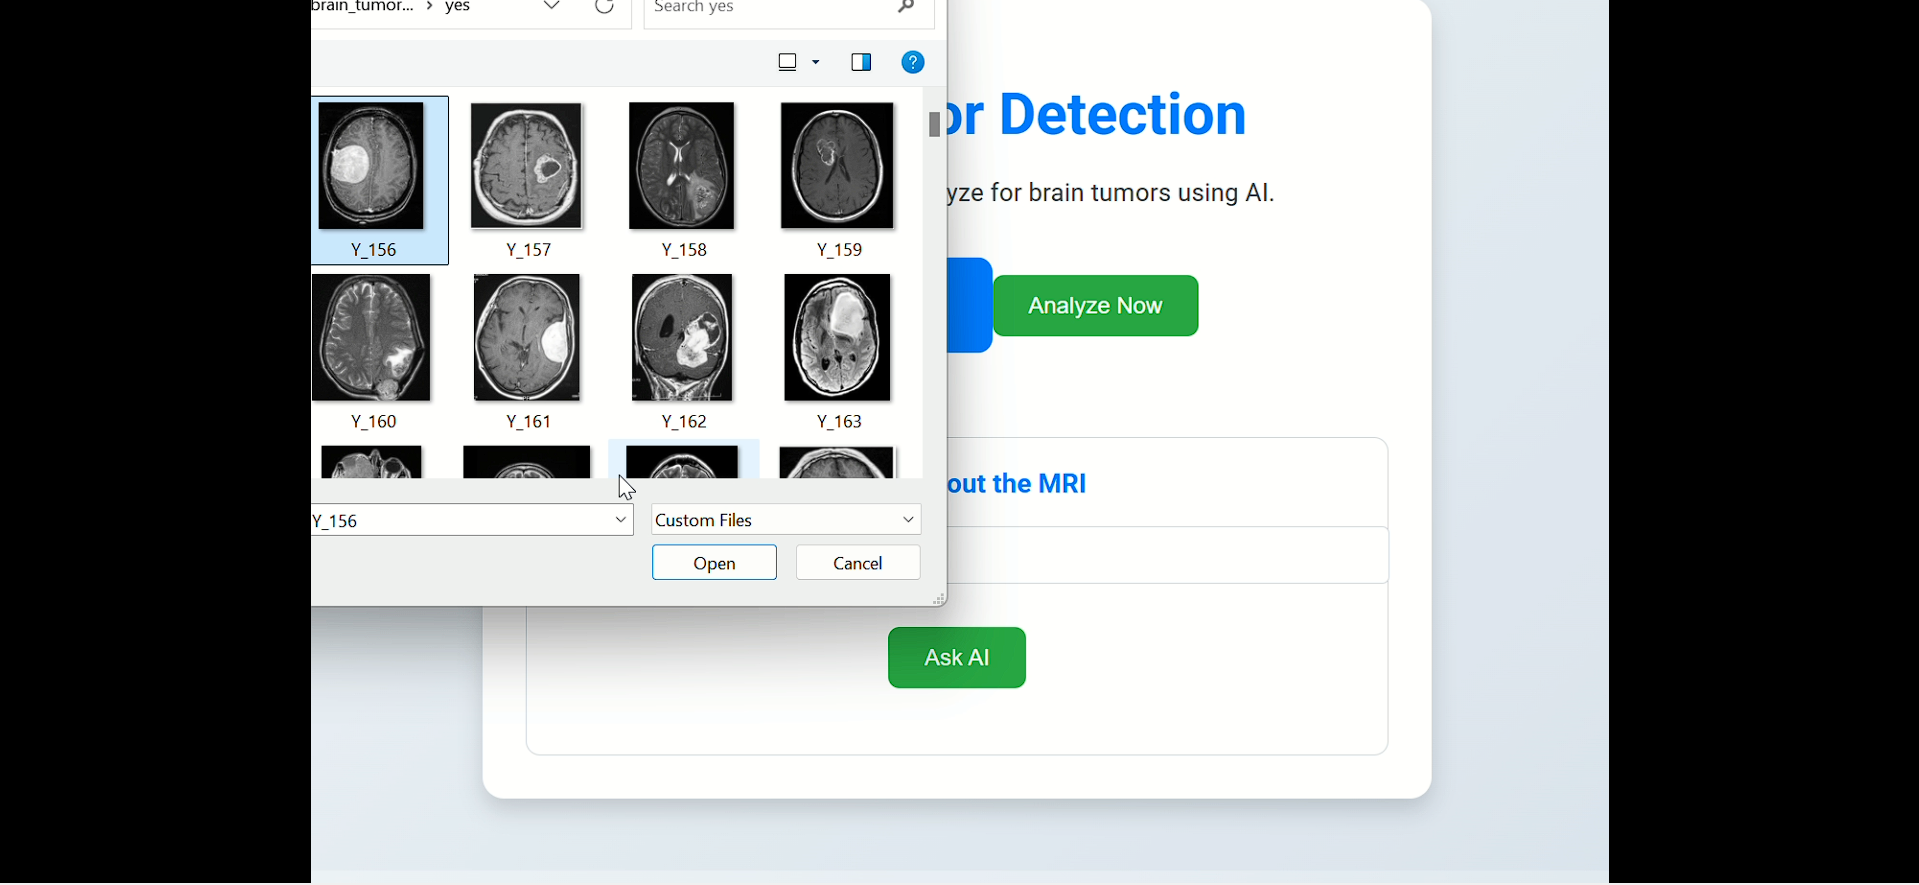 brain_tumor... > yes
Search yes
Y_156
Y_157
Y_158
Y_159
Y_160
Y_161
Y_162
Y_163
Y_156
Custom Files
Open
Cancel
or Detection
yze for brain tumors using AI.
Analyze Now
out the MRI
Ask AI